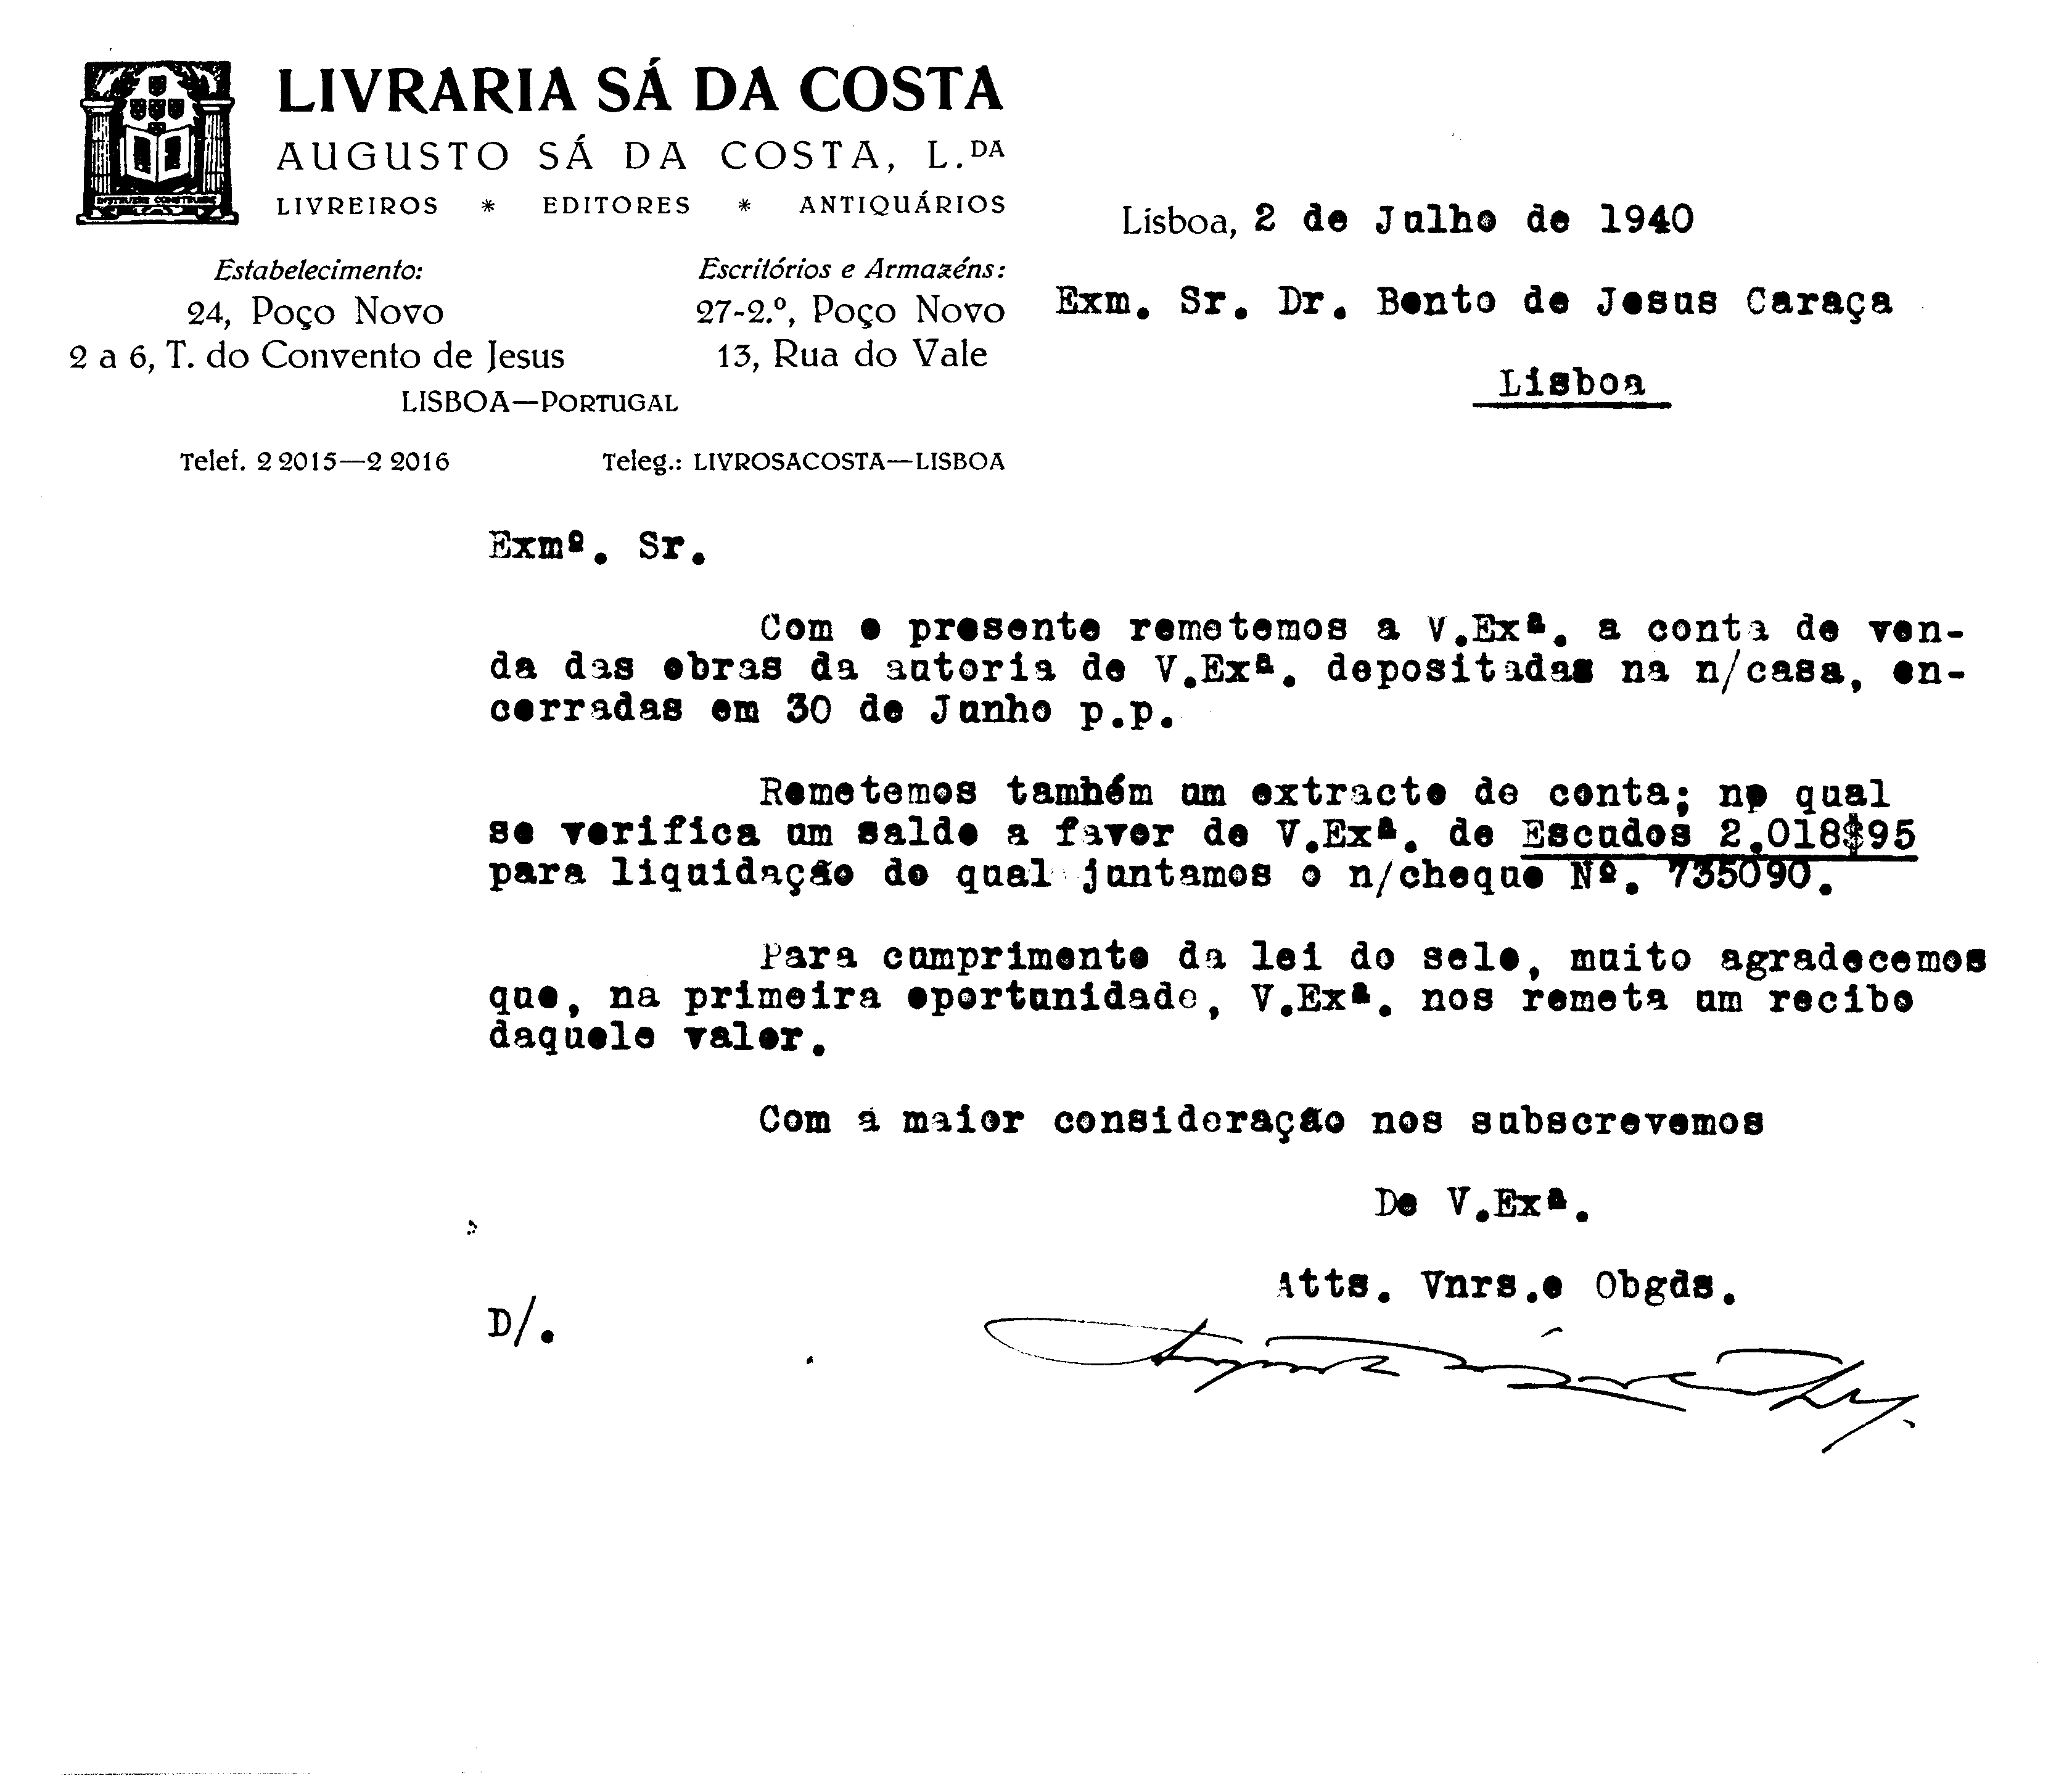 LIVRARIA SÁ DA COSTA
AUGUSTO SÁ DA COSTA, L.DA
LIVREIROS * EDITORES * ANTIQUÁRIOS
Estabelecimento:
24, Poço Novo
2 a 6, T. do Convento de Jesus
Escritórios e Armazéns:
27-2.º, Poço Novo
13, Rua do Vale
LISBOA—PORTUGAL
Telef. 2 2015—2 2016
Teleg.: LIVROSACOSTA—LISBOA
Lisboa, 2 de Julho de 1940
Exm. Sr. Dr. Bento de Jesus Caraça
Lisboa
Exmº. Sr.
Com o presente remetemos a V.Exª. a conta de ven-
da das obras da autoria de V.Exª. depositadas na n/casa, en-
cerradas em 30 de Junho p.p.
Remetemos também um extracto de conta; no qual
se verifica um saldo a favor de V.Exª. de Escudos 2.018$95
para liquidação do qual juntamos o n/cheque Nº. 735090.
Para cumprimento da lei do selo, muito agradecemos
que, na primeira oportunidade, V.Exª. nos remeta um recibo
daquele valor.
Com a maior consideração nos subscrevemos
De V.Exª.
Atts. Vnrs.e Obgds.
D/.